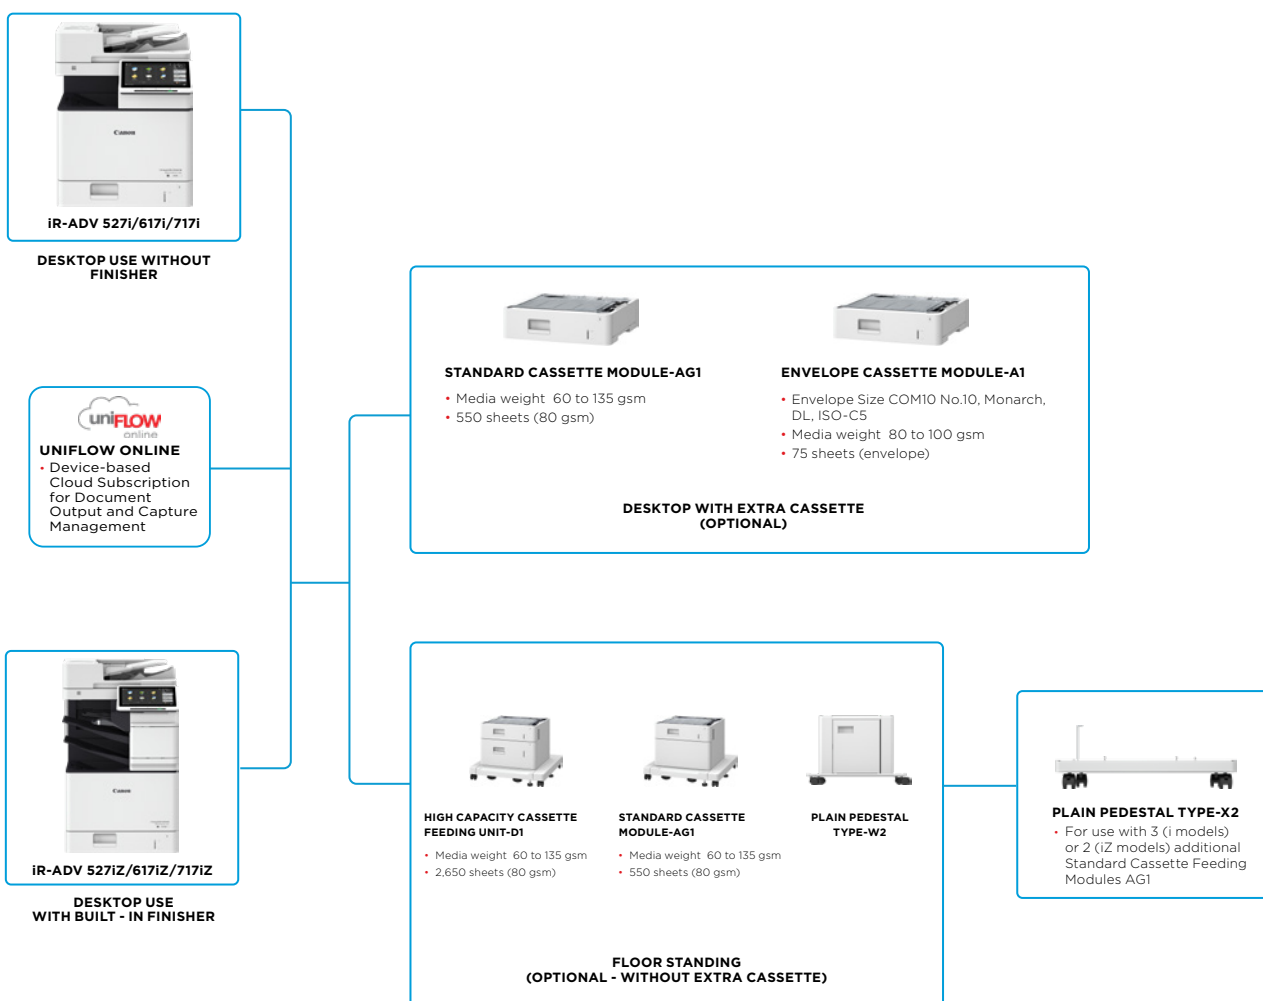 Canon
iR-ADV 527i/617i/717i
DESKTOP USE WITHOUT
FINISHER
uniFLOW
online
UNIFLOW ONLINE
• Device-based
Cloud Subscription
for Document
Output and Capture
Management
Canon
iR-ADV 527iZ/617iZ/717iZ
DESKTOP USE
WITH BUILT - IN FINISHER
STANDARD CASSETTE MODULE-AG1
• Media weight 60 to 135 gsm
• 550 sheets (80 gsm)
ENVELOPE CASSETTE MODULE-A1
• Envelope Size COM10 No.10, Monarch,
DL, ISO-C5
• Media weight 80 to 100 gsm
• 75 sheets (envelope)
DESKTOP WITH EXTRA CASSETTE
(OPTIONAL)
HIGH CAPACITY CASSETTE
FEEDING UNIT-D1
• Media weight 60 to 135 gsm
• 2,650 sheets (80 gsm)
STANDARD CASSETTE
MODULE-AG1
• Media weight 60 to 135 gsm
• 550 sheets (80 gsm)
PLAIN PEDESTAL
TYPE-W2
FLOOR STANDING
(OPTIONAL - WITHOUT EXTRA CASSETTE)
PLAIN PEDESTAL TYPE-X2
• For use with 3 (i models)
or 2 (iZ models) additional
Standard Cassette Feeding
Modules AG1